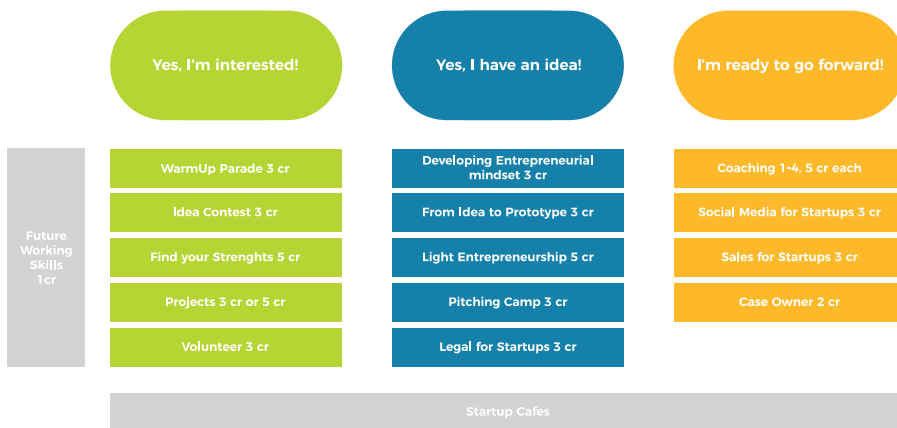 Yes, I'm interested!
Yes, I have an idea!
I'm ready to go forward!
Future
Working
Skills
1cr
WarmUp Parade 3 cr
Idea Contest 3 cr
Find your Strenghts 5 cr
Projects 3 cr or 5 cr
Volunteer 3 cr
Developing Entrepreneurial
mindset 3 cr
From Idea to Prototype 3 cr
Light Entrepreneurship 5 cr
Pitching Camp 3 cr
Legal for Startups 3 cr
Coaching 1-4, 5 cr each
Social Media for Startups 3 cr
Sales for Startups 3 cr
Case Owner 2 cr
Startup Cafes